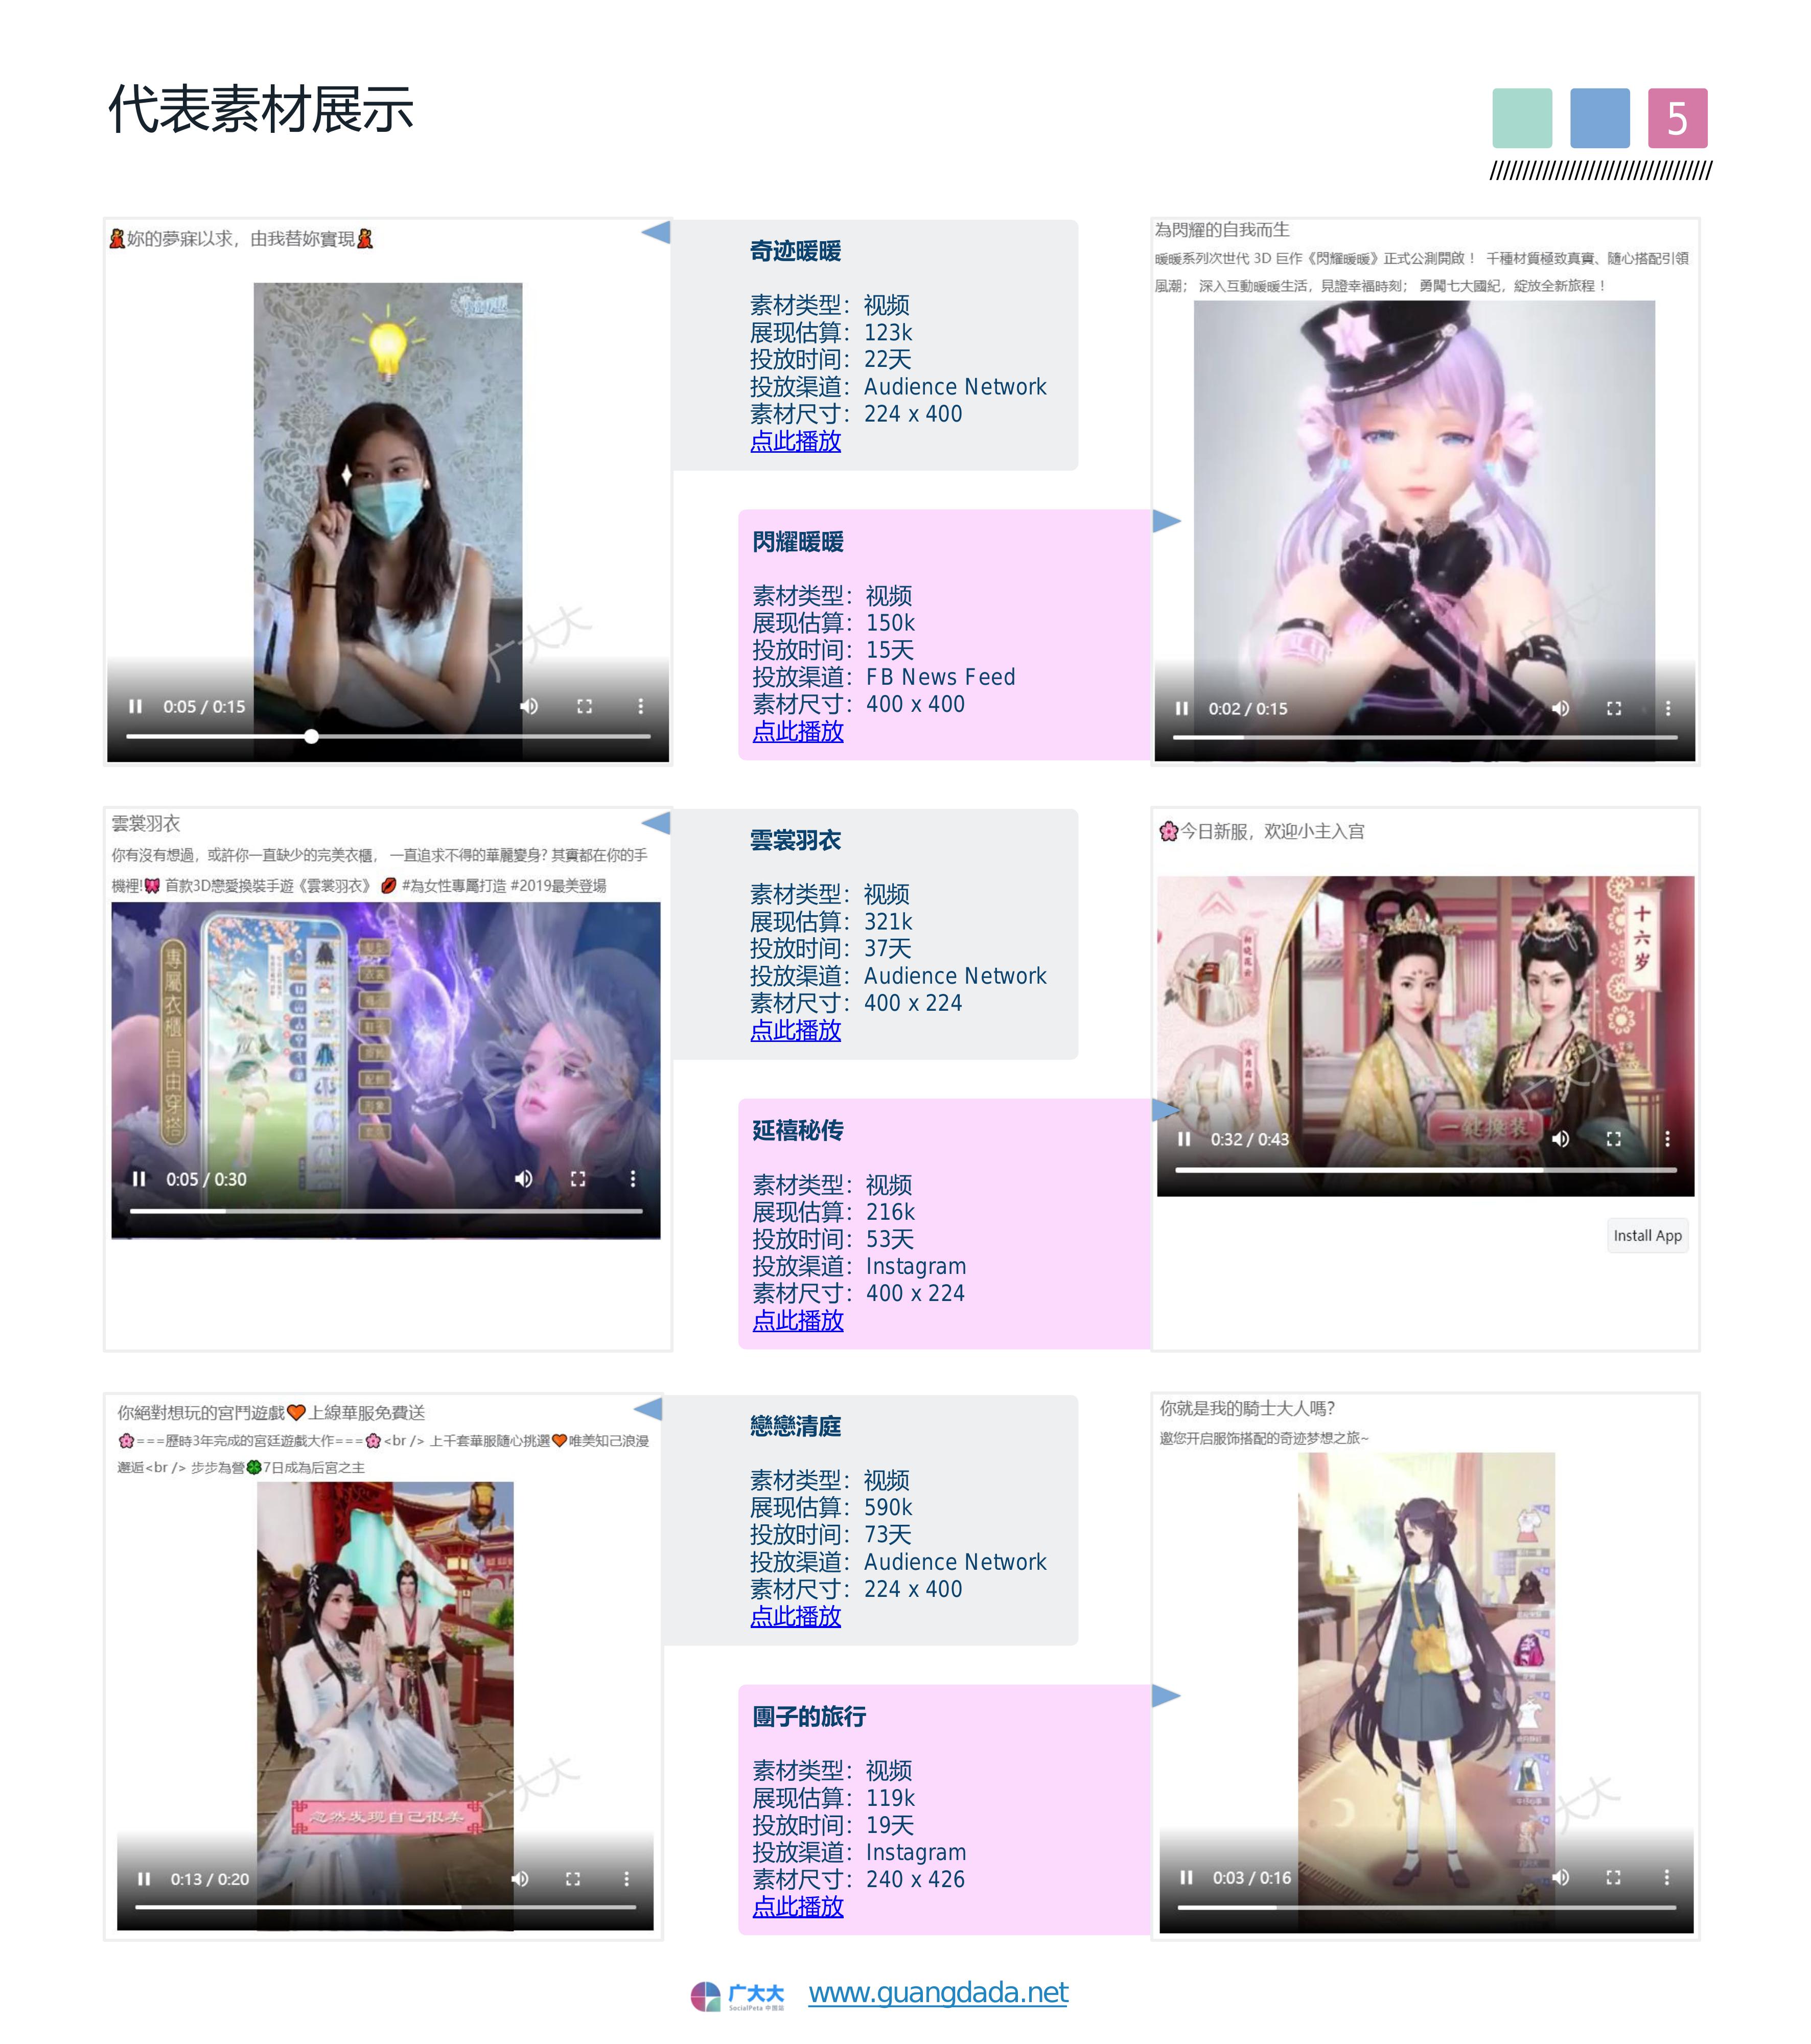 代表素材展示
5
💃妳的夢寐以求，由我替妳實現💃
广大大
0:05 / 0:15
奇迹暖暖
素材类型：视频
展现估算：123k
投放时间：22天
投放渠道：Audience Network
素材尺寸：224 x 400
点此播放
為閃耀的自我而生
暖暖系列次世代 3D 巨作《閃耀暖暖》正式公測開啟！ 千種材質極致真實、隨心搭配引領
風潮； 深入互動暖暖生活，見證幸福時刻； 勇闖七大國紀，綻放全新旅程！
广大大
0:02 / 0:15
閃耀暖暖
素材类型：视频
展现估算：150k
投放时间：15天
投放渠道：FB News Feed
素材尺寸：400 x 400
点此播放
雲裳羽衣
你有沒有想過，或許你一直缺少的完美衣櫃， 一直追求不得的華麗變身? 其實都在你的手
機裡!🎀 首款3D戀愛換裝手遊《雲裳羽衣》 💋 #為女性專屬打造 #2019最美登場
專屬衣櫃 自由穿搭
配飾
形象
0:05 / 0:30
雲裳羽衣
素材类型：视频
展现估算：321k
投放时间：37天
投放渠道：Audience Network
素材尺寸：400 x 224
点此播放
🌸今日新服，欢迎小主入宫
十六岁
一键换装
0:32 / 0:43
Install App
延禧秘传
素材类型：视频
展现估算：216k
投放时间：53天
投放渠道：Instagram
素材尺寸：400 x 224
点此播放
你絕對想玩的宮鬥遊戲🧡上線華服免費送
🌸===歷時3年完成的宮廷遊戲大作===🌸<br /> 上千套華服隨心挑選🧡唯美知己浪漫
邂逅<br /> 步步為營🍀7日成為后宮之主
忽然发现自己很美
广大大
0:13 / 0:20
戀戀清庭
素材类型：视频
展现估算：590k
投放时间：73天
投放渠道：Audience Network
素材尺寸：224 x 400
点此播放
你就是我的騎士大人嗎?
邀您开启服饰搭配的奇迹梦想之旅~
大大
0:03 / 0:16
團子的旅行
素材类型：视频
展现估算：119k
投放时间：19天
投放渠道：Instagram
素材尺寸：240 x 426
点此播放
广大大
SocialPeta 中国站
www.guangdada.net